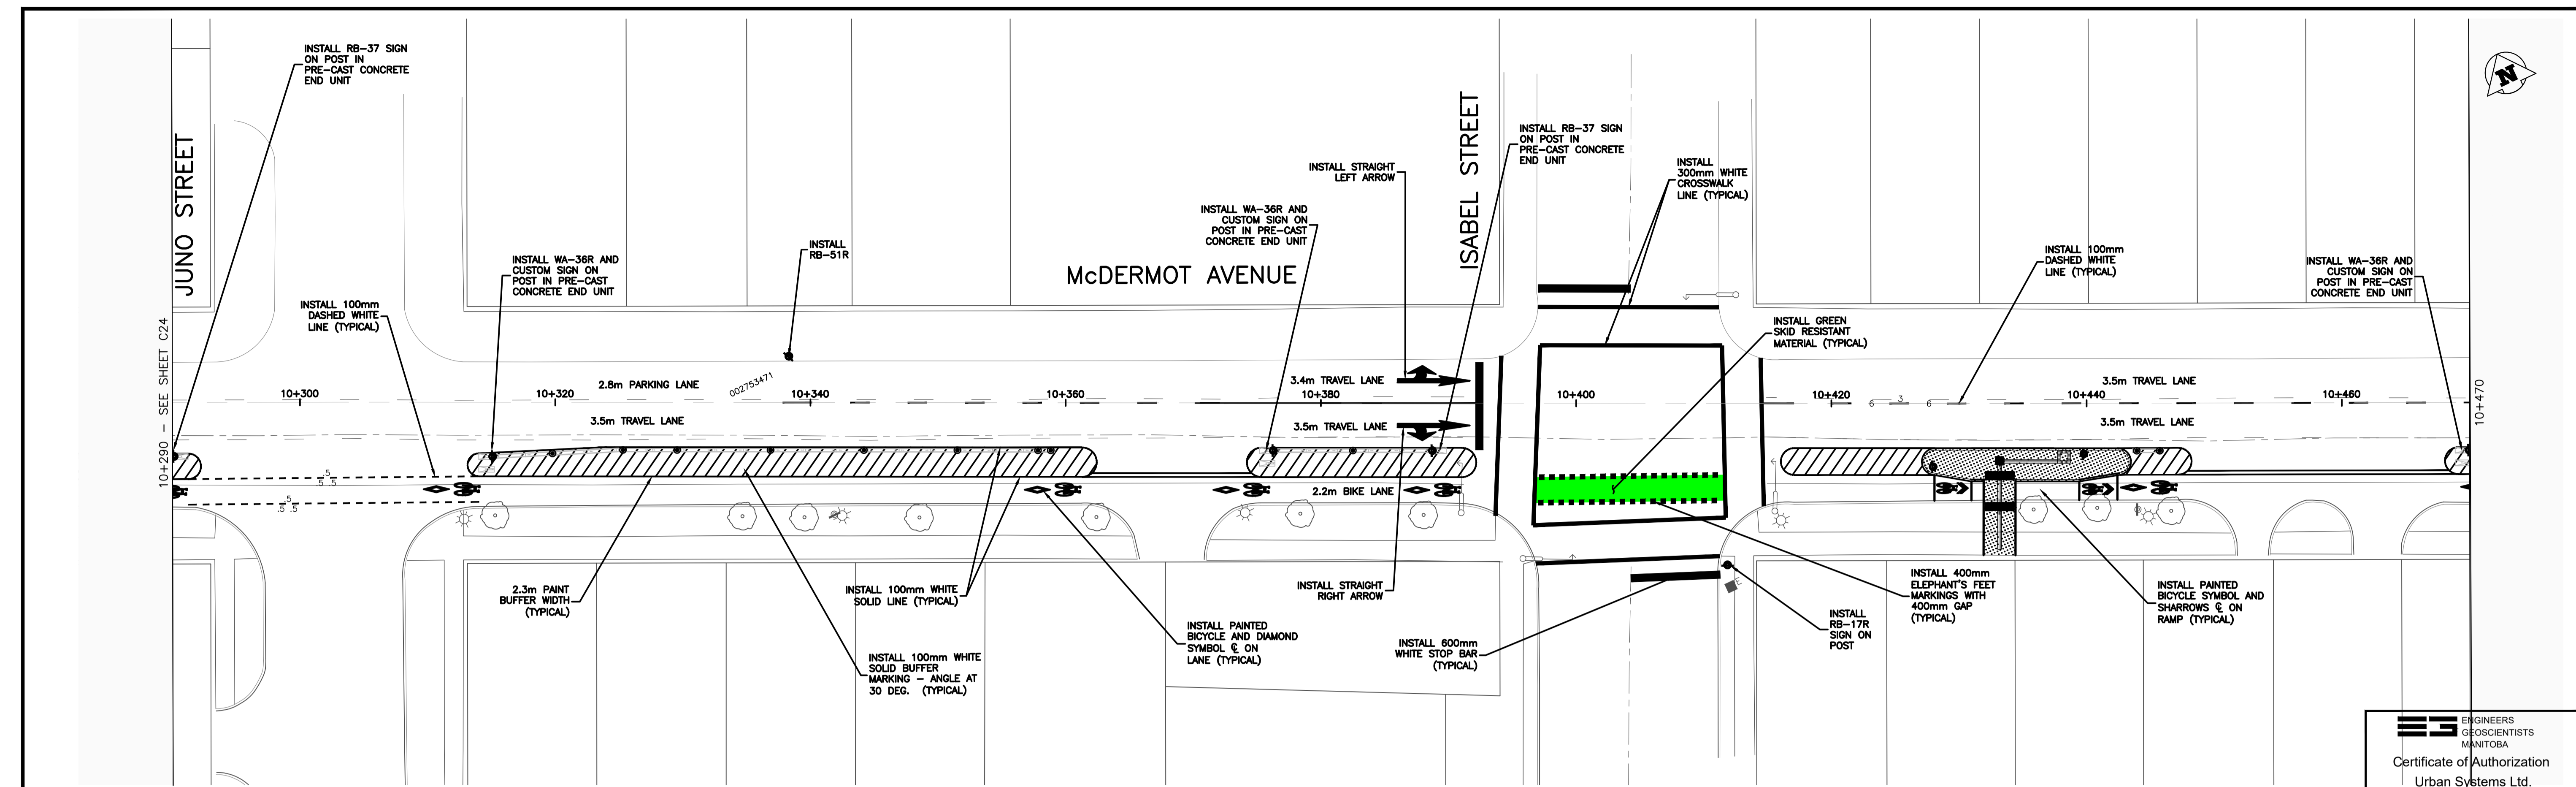 INSTALL RB-37 SIGN
ON POST IN
PRE-CAST CONCRETE
END UNIT
JUNO STREET
INSTALL 100mm
DASHED WHITE
LINE (TYPICAL)
INSTALL WA-36R AND
CUSTOM SIGN ON
POST IN PRE-CAST
CONCRETE END UNIT
INSTALL
RB-51R
McDERMOT AVENUE
INSTALL WA-36R AND
CUSTOM SIGN ON
POST IN PRE-CAST
CONCRETE END UNIT
INSTALL STRAIGHT
LEFT ARROW
ISABEL STREET
INSTALL RB-37 SIGN
ON POST IN
PRE-CAST CONCRETE
END UNIT
INSTALL
300mm WHITE
CROSSWALK
LINE (TYPICAL)
INSTALL GREEN
SKID RESISTANT
MATERIAL (TYPICAL)
INSTALL 100mm
DASHED WHITE
LINE (TYPICAL)
INSTALL WA-36R AND
CUSTOM SIGN ON
POST IN PRE-CAST
CONCRETE END UNIT
N
10+290 - SEE SHEET C24
2.8m PARKING LANE
002753471
3.4m TRAVEL LANE
3.5m TRAVEL LANE
10+300
10+320
10+340
10+360
10+380
10+400
10+420
6
3
6
10+440
10+460
10+470
3.5m TRAVEL LANE
3.5m TRAVEL LANE
3.5m TRAVEL LANE
.5
.5 .5
.5
.5 .5
2.2m BIKE LANE
2.3m PAINT
BUFFER WIDTH
(TYPICAL)
INSTALL 100mm WHITE
SOLID LINE (TYPICAL)
INSTALL 100mm WHITE
SOLID BUFFER
MARKING - ANGLE AT
30 DEG. (TYPICAL)
INSTALL PAINTED
BICYCLE AND DIAMOND
SYMBOL ℄ ON
LANE (TYPICAL)
INSTALL STRAIGHT
RIGHT ARROW
INSTALL 600mm
WHITE STOP BAR
(TYPICAL)
E
INSTALL
RB-17R
SIGN ON
POST
INSTALL 400mm
ELEPHANT'S FEET
MARKINGS WITH
400mm GAP
(TYPICAL)
INSTALL PAINTED
BICYCLE SYMBOL AND
SHARROWS ℄ ON
RAMP (TYPICAL)
ENGINEERS
GEOSCIENTISTS
MANITOBA
Certificate of Authorization
Urban Systems Ltd.